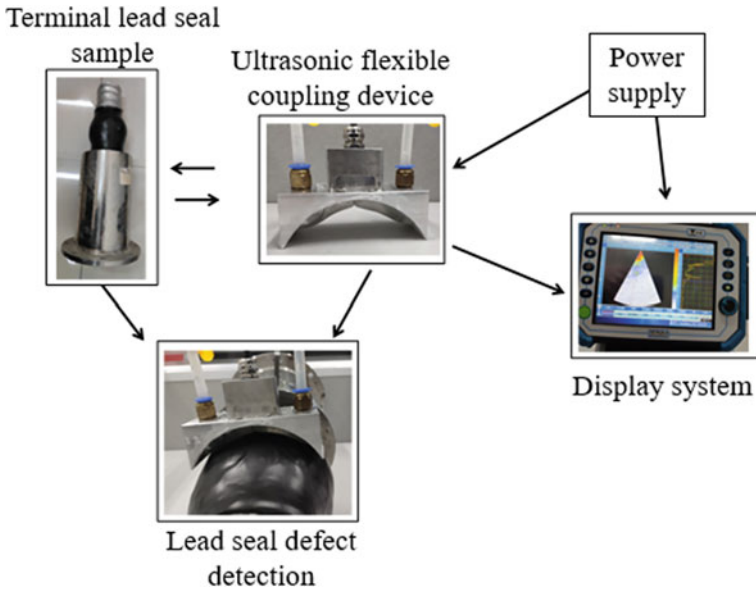 Terminal lead seal
sample
Ultrasonic flexible
coupling device
Power
supply
Display system
Lead seal defect
detection